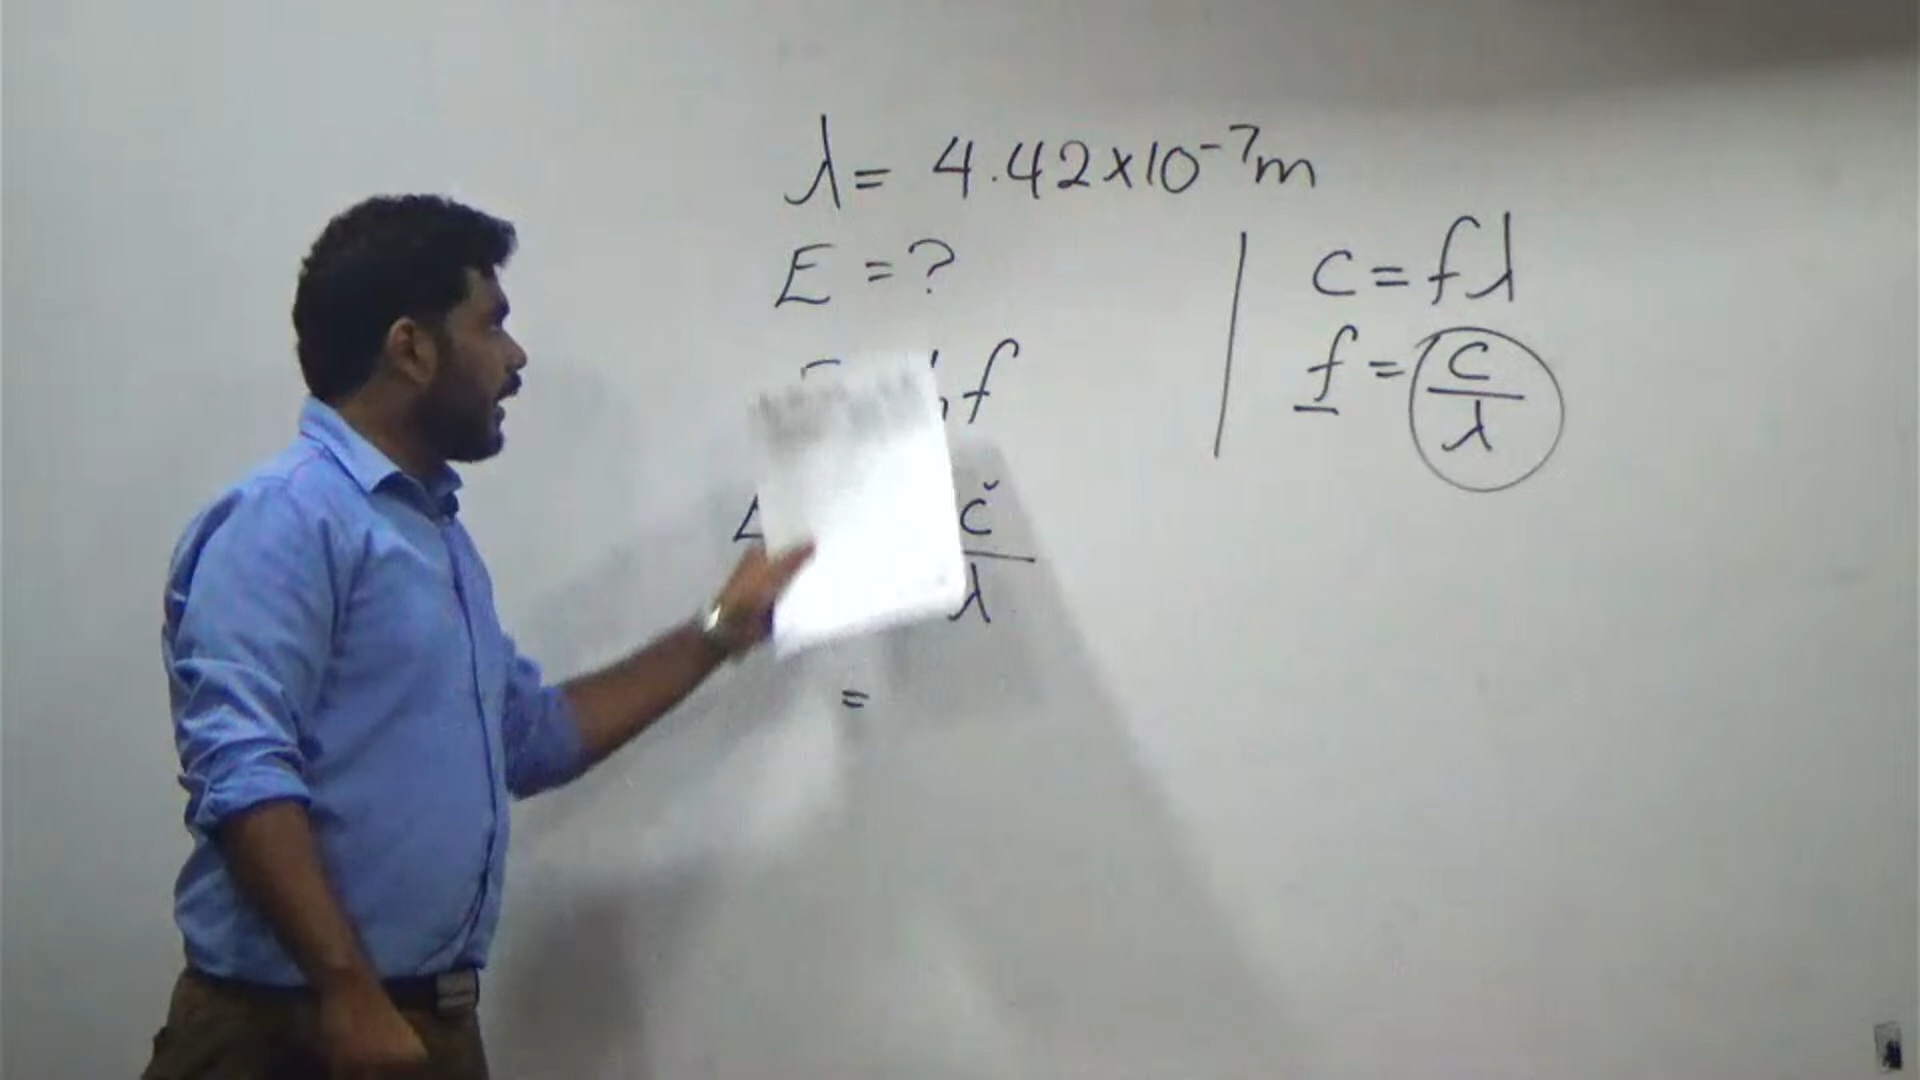 λ = 4.42×10⁻⁷m
E = ?
f
c
λ
=
c = fλ
f = c/λ